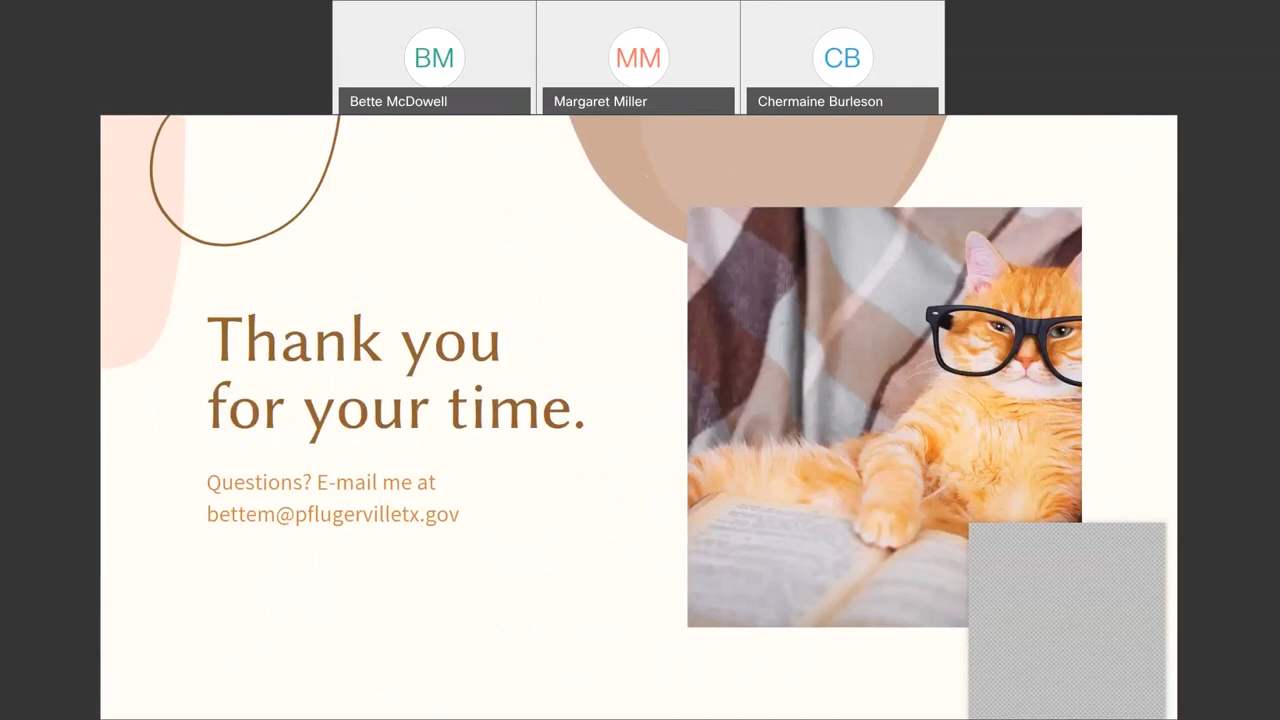 BM
MM
CB
Bette McDowell
Margaret Miller
Chermaine Burleson
Thank you
for your time.
Questions? E-mail me at
bettem@pflugervilletx.gov